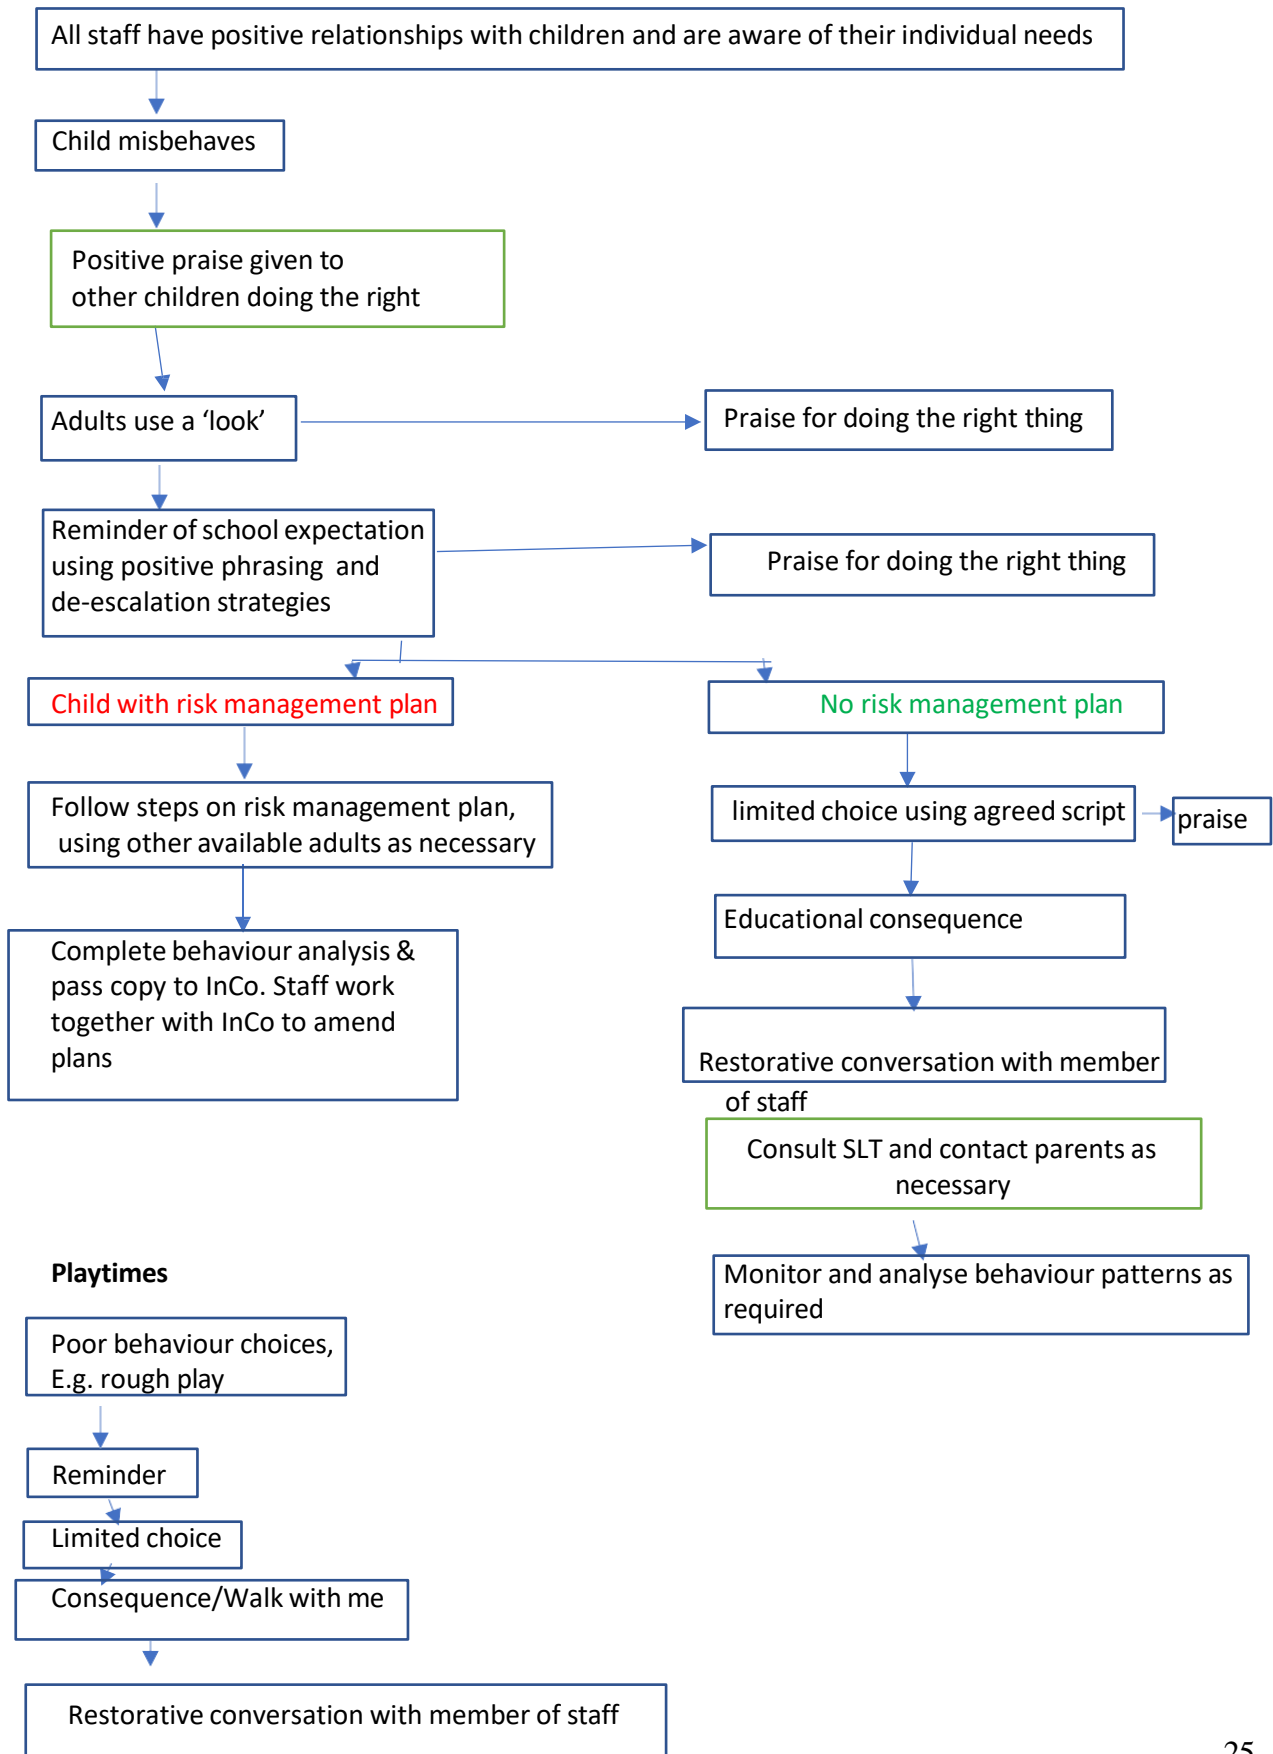 All staff have positive relationships with children and are aware of their individual needs
Child misbehaves
Positive praise given to
other children doing the right
Adults use a ‘look’
Praise for doing the right thing
Reminder of school expectation
using positive phrasing and
de-escalation strategies
Praise for doing the right thing
Child with risk management plan
No risk management plan
Follow steps on risk management plan,
using other available adults as necessary
limited choice using agreed script
praise
Educational consequence
Complete behaviour analysis &
pass copy to InCo. Staff work
together with InCo to amend
plans
Restorative conversation with member
of staff
Consult SLT and contact parents as
necessary
Monitor and analyse behaviour patterns as
required
Playtimes
Poor behaviour choices,
E.g. rough play
Reminder
Limited choice
Consequence/Walk with me
Restorative conversation with member of staff
25